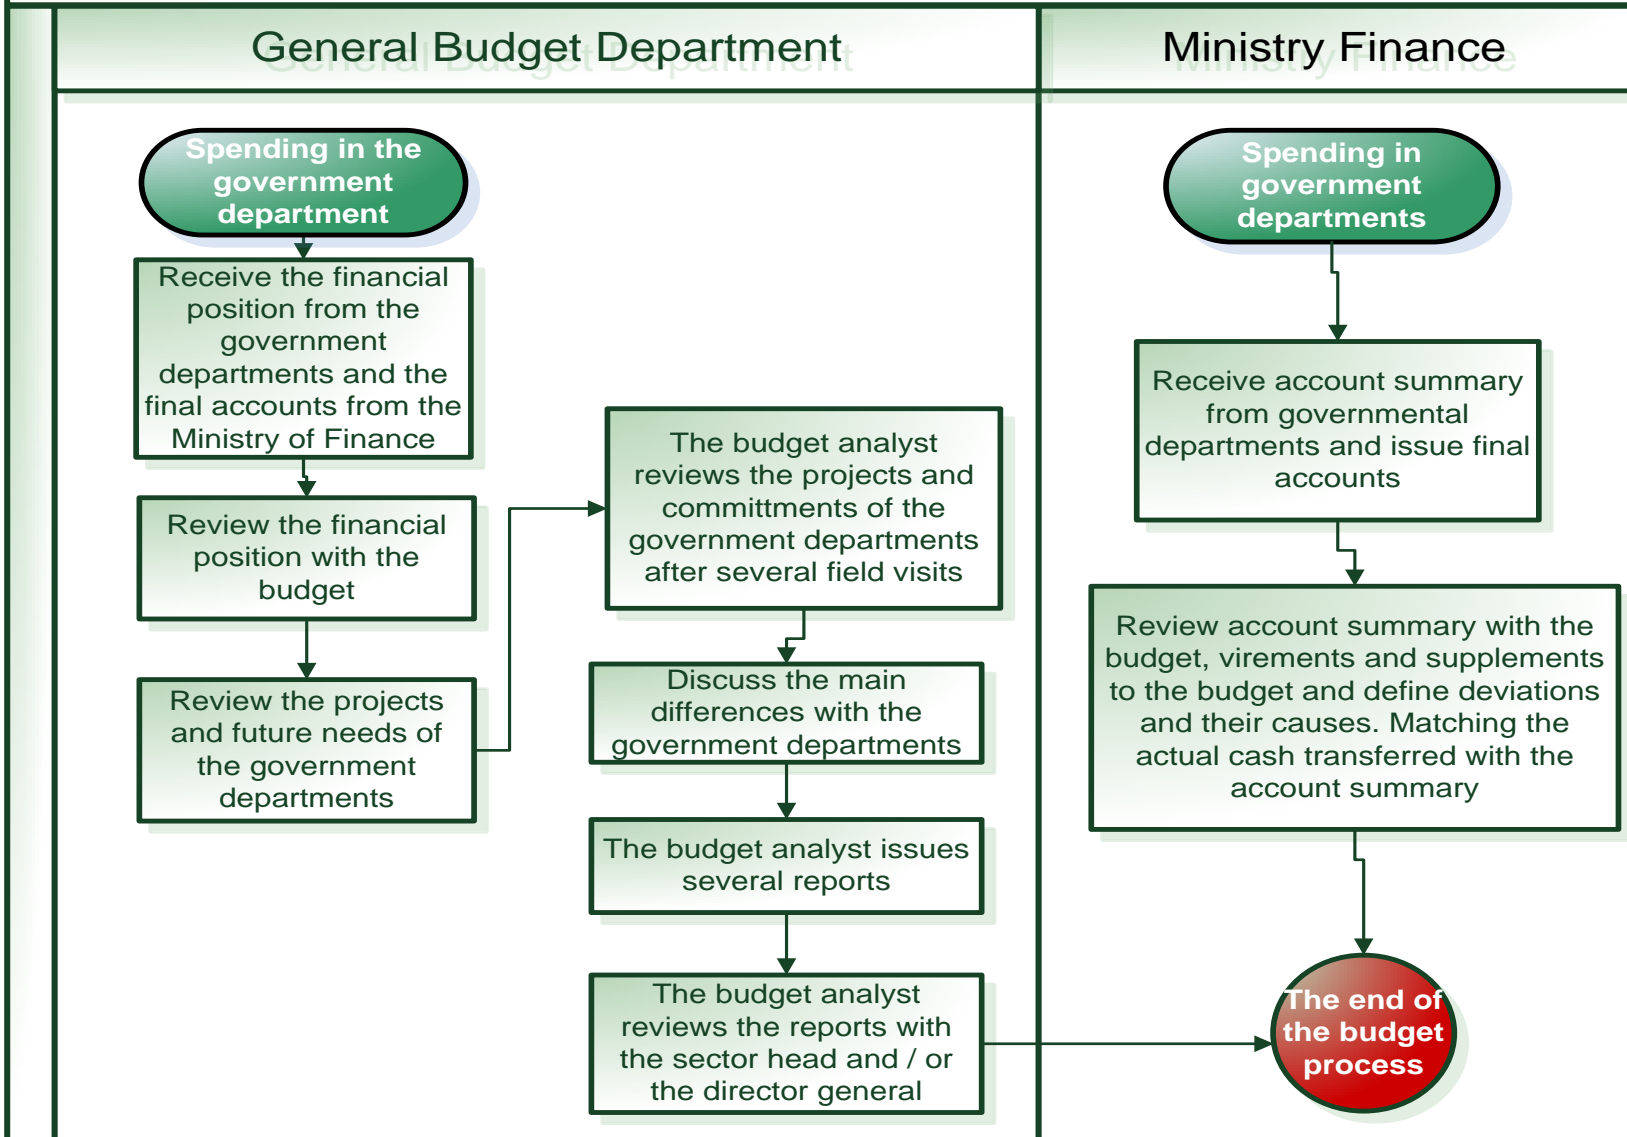 General Budget Department
Ministry Finance
Spending in the
government
department
Receive the financial
position from the
government
departments and the
final accounts from the
Ministry of Finance
Review the financial
position with the
budget
Review the projects
and future needs of
the government
departments
The budget analyst
reviews the projects and
committments of the
government departments
after several field visits
Discuss the main
differences with the
government departments
The budget analyst issues
several reports
The budget analyst
reviews the reports with
the sector head and / or
the director general
Spending in
government
departments
Receive account summary
from governmental
departments and issue final
accounts
Review account summary with the
budget, virements and supplements
to the budget and define deviations
and their causes. Matching the
actual cash transferred with the
account summary
The end of
the budget
process